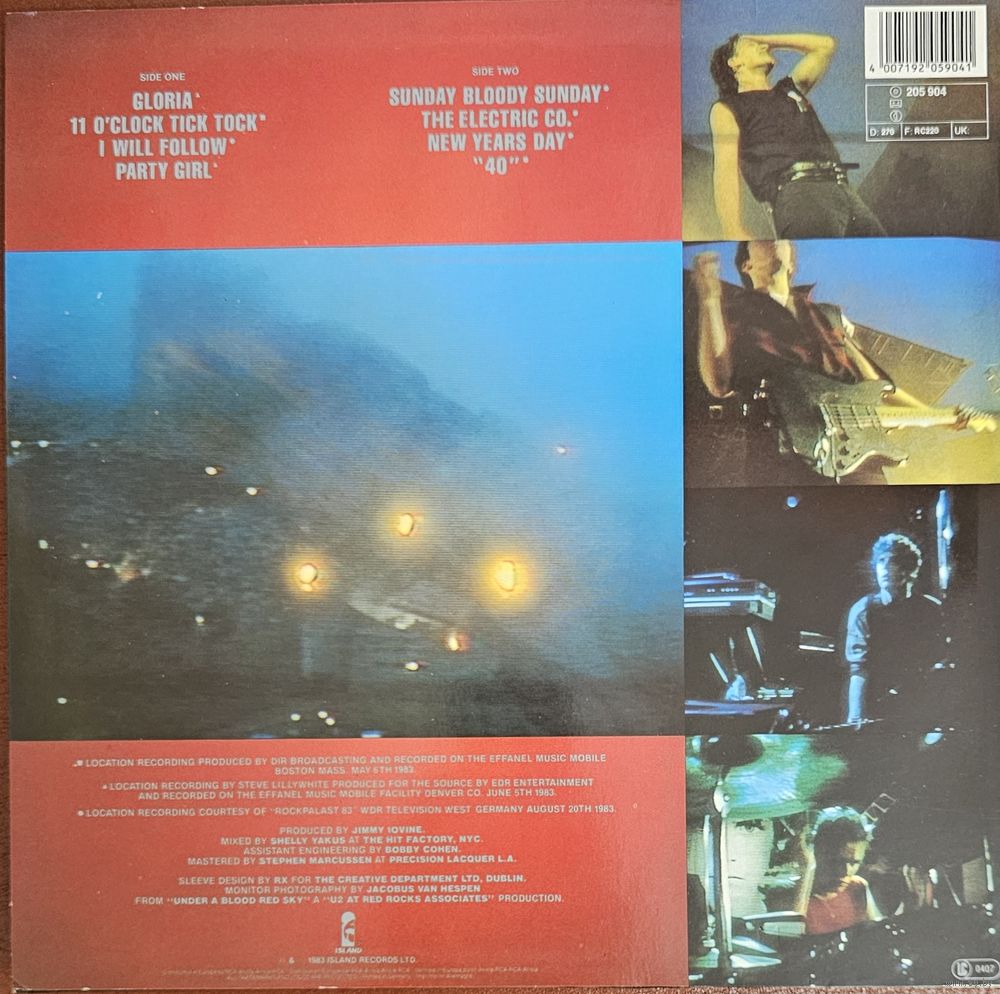 SIDE ONE
GLORIA▲
11 O'CLOCK TICK TOCK●
I WILL FOLLOW●
PARTY GIRL▲
SIDE TWO
SUNDAY BLOODY SUNDAY●
THE ELECTRIC CO.●
NEW YEARS DAY●
"40"●
4 007192 059041
205 904
D: 270 F: RC220 UK:
■ LOCATION RECORDING PRODUCED BY DIR BROADCASTING AND RECORDED ON THE EFFANEL MUSIC MOBILE
BOSTON MASS. MAY 6TH 1983.
▲ LOCATION RECORDING BY STEVE LILLYWHITE PRODUCED FOR THE SOURCE BY EDR ENTERTAINMENT
AND RECORDED ON THE EFFANEL MUSIC MOBILE FACILITY DENVER CO. JUNE 5TH 1983.
● LOCATION RECORDING COURTESY OF "ROCKPALAST 83" WDR TELEVISION WEST GERMANY AUGUST 20TH 1983.
PRODUCED BY JIMMY IOVINE.
MIXED BY SHELLY YAKUS AT THE HIT FACTORY, NYC.
ASSISTANT ENGINEERING BY BOBBY COHEN.
MASTERED BY STEPHEN MARCUSSEN AT PRECISION LACQUER L.A.
SLEEVE DESIGN BY RX FOR THE CREATIVE DEPARTMENT LTD, DUBLIN.
MONITOR PHOTOGRAPHY BY JACOBUS VAN HESPEN
FROM "UNDER A BLOOD RED SKY" A "U2 AT RED ROCKS ASSOCIATES" PRODUCTION.
ISLAND
& 1983 ISLAND RECORDS LTD.
LC 0407